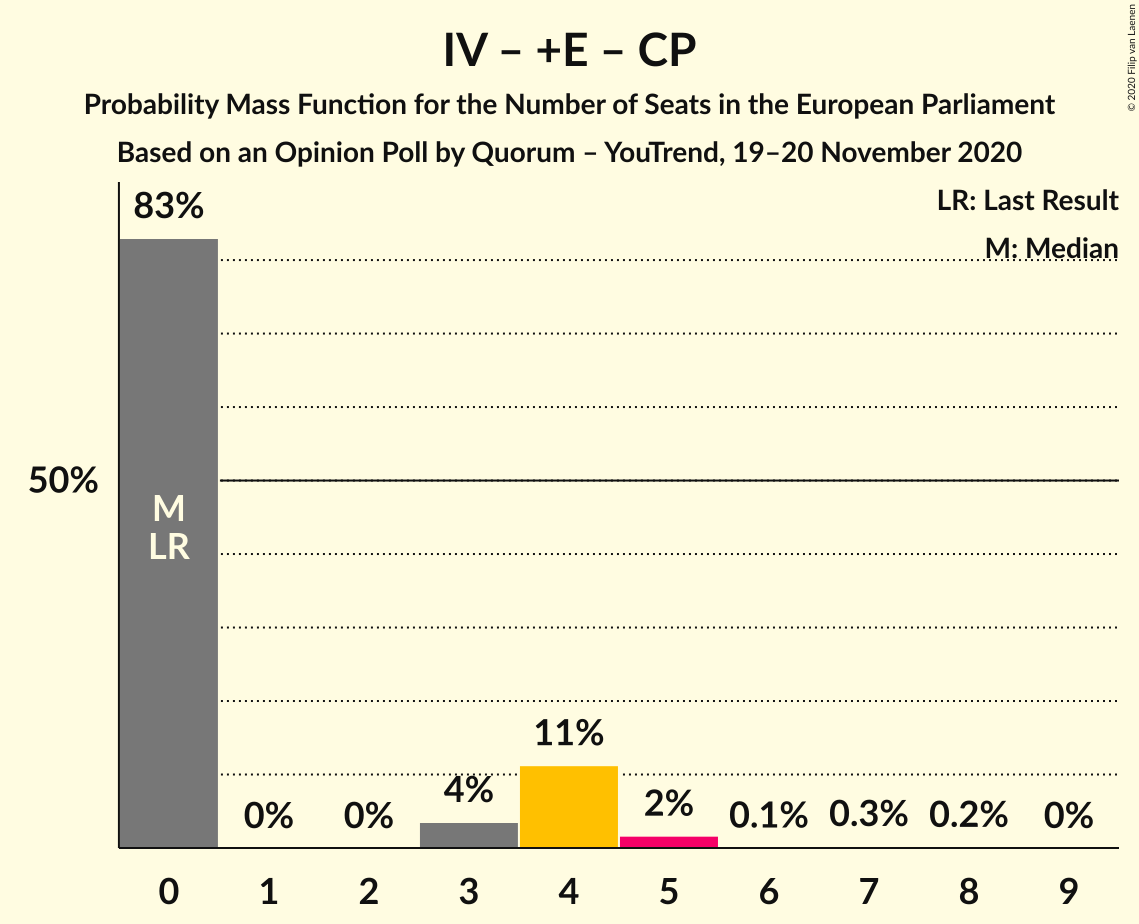 IV – +E – CP
Probability Mass Function for the Number of Seats in the European Parliament
Based on an Opinion Poll by Quorum – YouTrend, 19–20 November 2020
© 2020 Filip van Laenen
LR: Last Result
M: Median
83%
50%
M
LR
0% 0% 4% 11% 2% 0.1% 0.3% 0.2% 0%
0 1 2 3 4 5 6 7 8 9